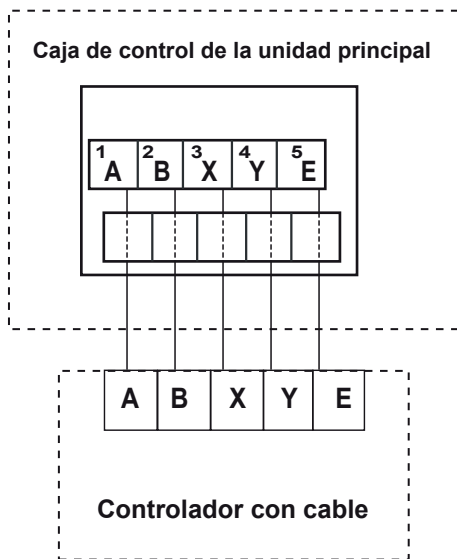 Caja de control de la unidad principal
1 2 3 4 5
A B X Y E
A B X Y E
Controlador con cable